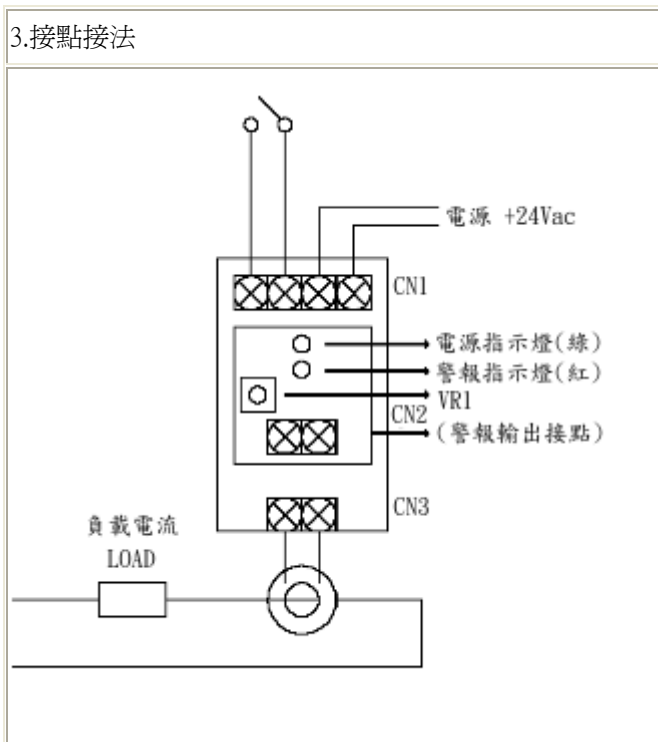 3.接點接法
電源 +24Vac
CN1
電源指示燈(綠)
警報指示燈(紅)
VR1
CN2
(警報輸出接點)
CN3
負載電流
LOAD